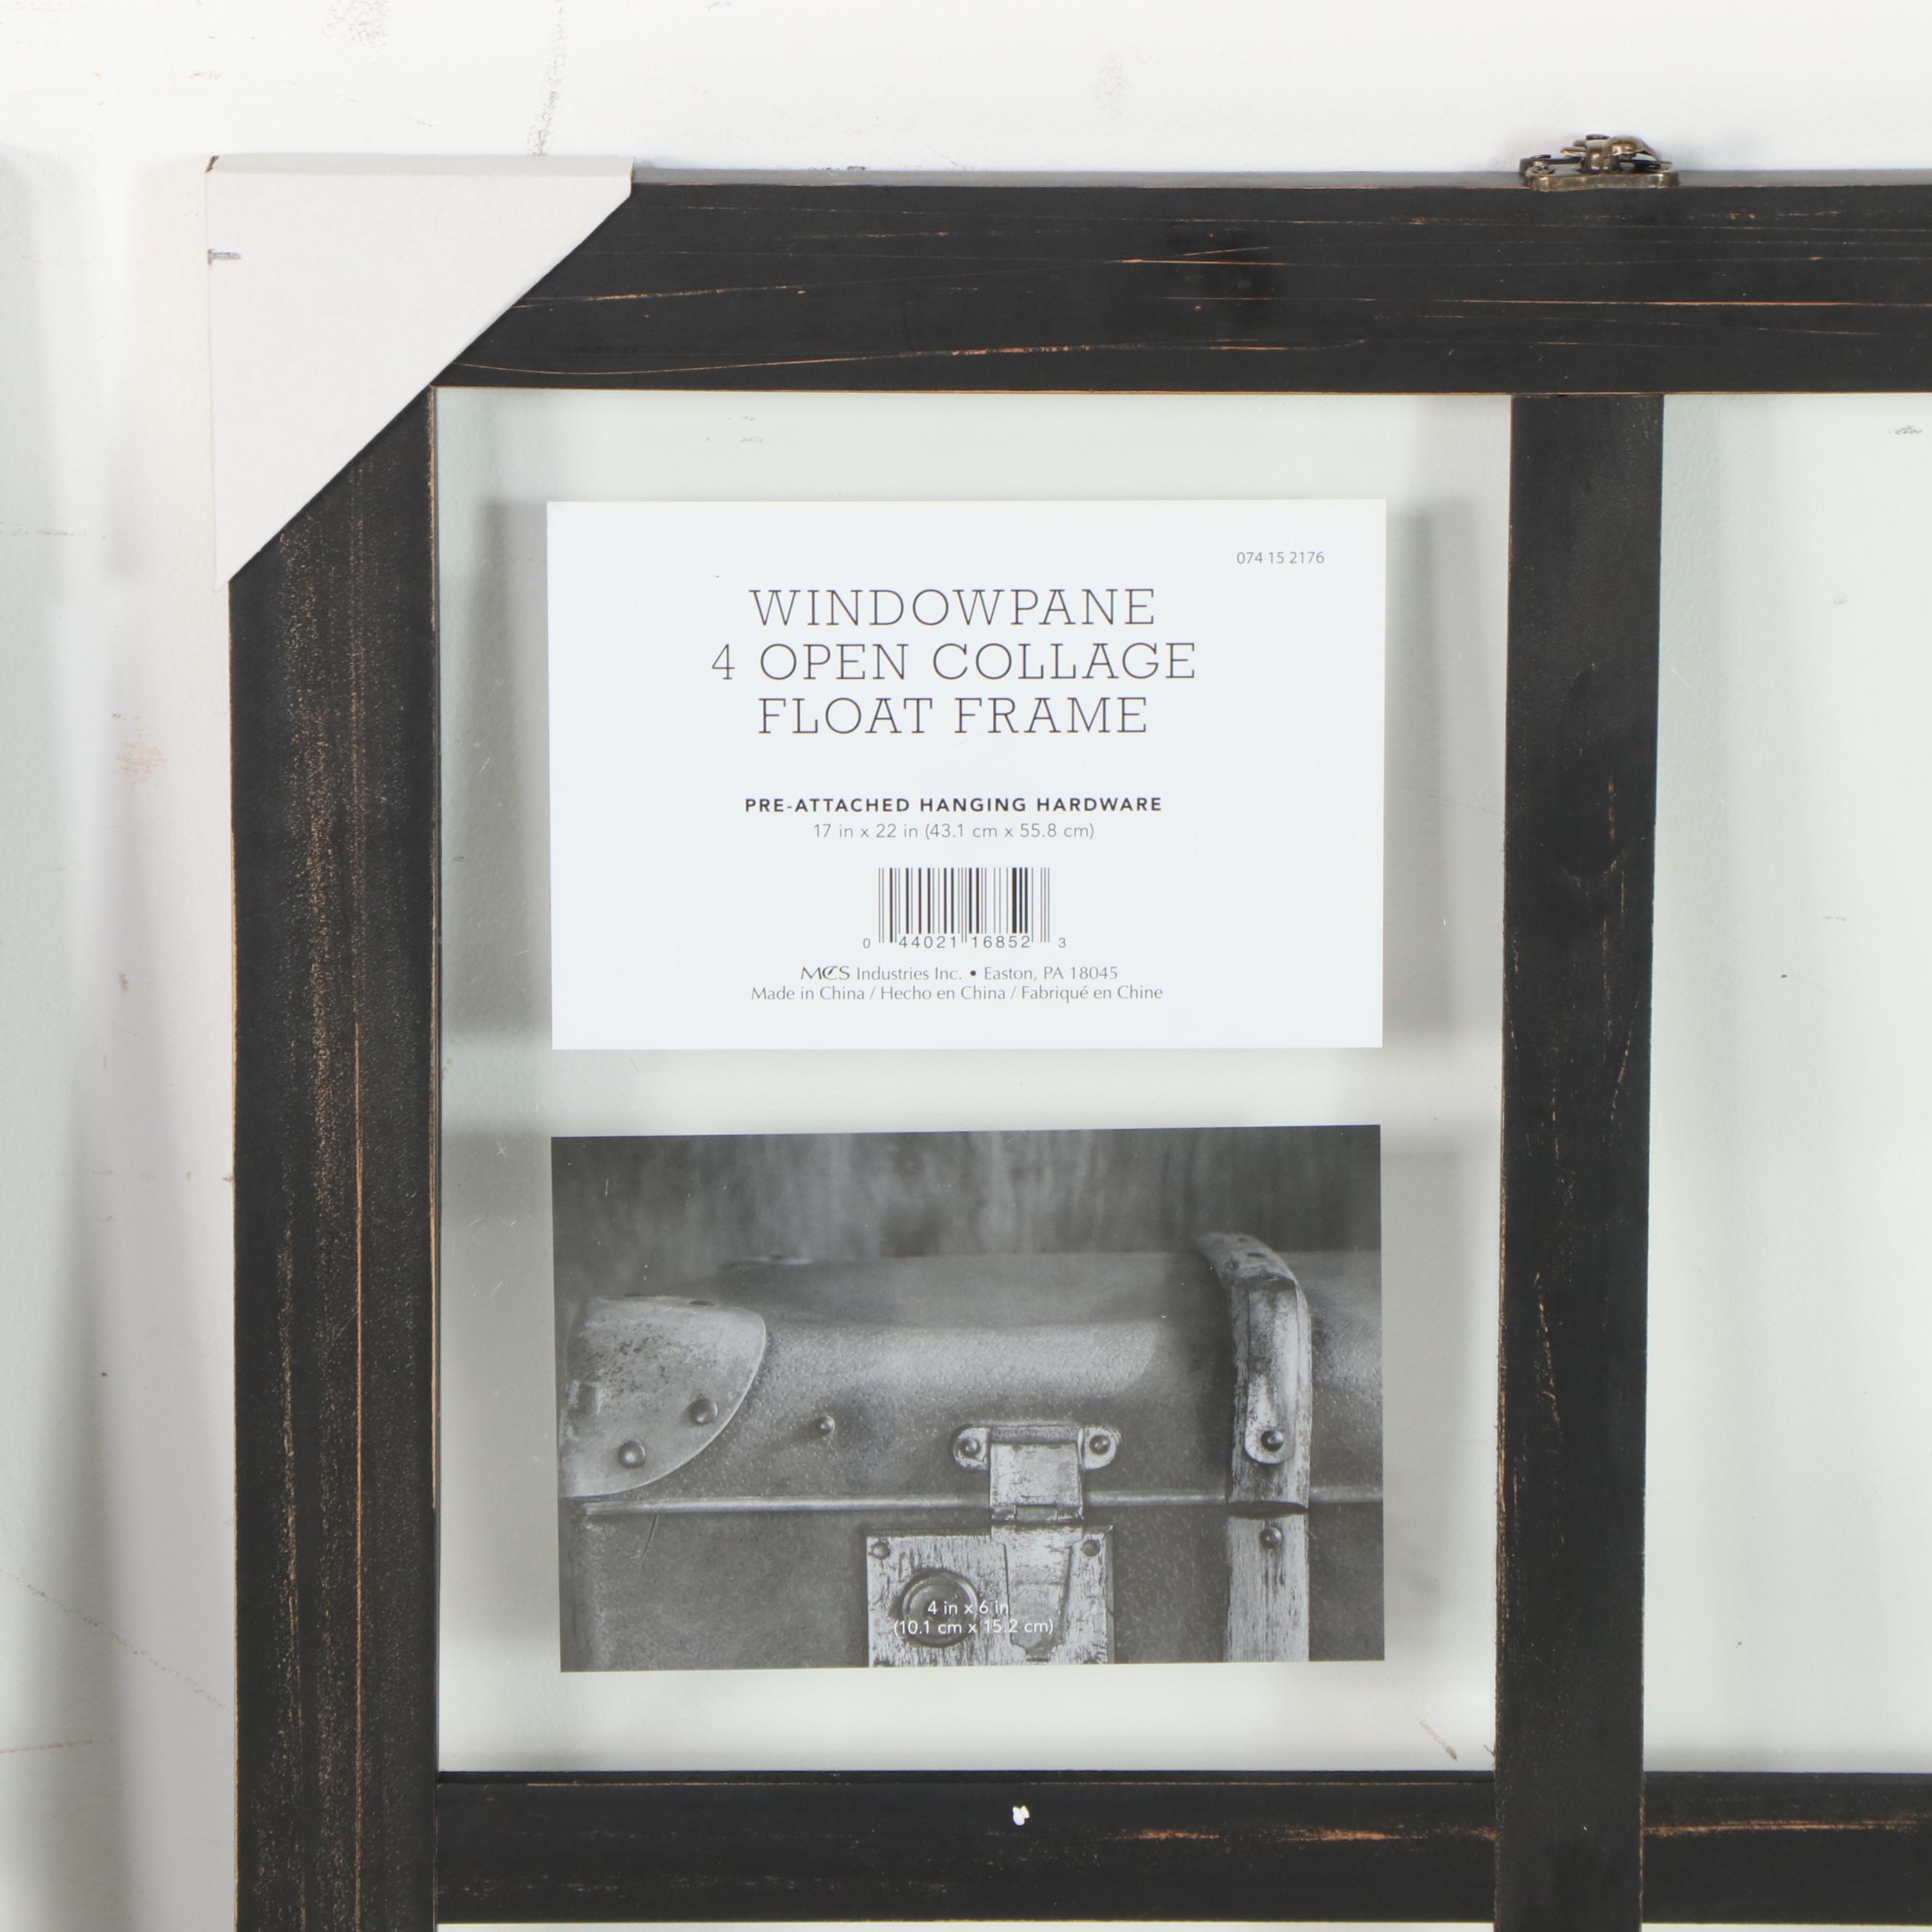 074 15 2176
WINDOWPANE
4 OPEN COLLAGE
FLOAT FRAME
PRE-ATTACHED HANGING HARDWARE
17 in x 22 in (43.1 cm x 55.8 cm)
0 44021 16852 3
MCS Industries Inc. • Easton, PA 18045
Made in China / Hecho en China / Fabriqué en Chine
4 in x 6 in
(10.1 cm x 15.2 cm)